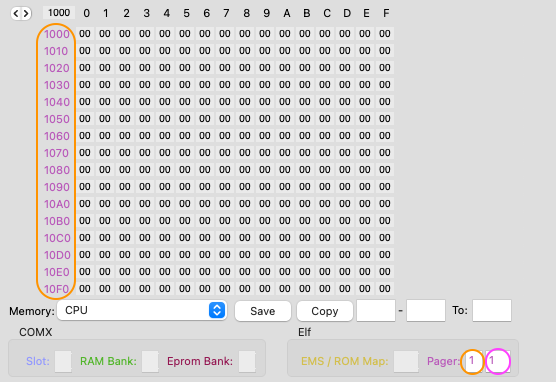 <> 1000 0 1 2 3 4 5 6 7 8 9 A B C D E F
1000 00 00 00 00 00 00 00 00 00 00 00 00 00 00 00 00
1010 00 00 00 00 00 00 00 00 00 00 00 00 00 00 00 00
1020 00 00 00 00 00 00 00 00 00 00 00 00 00 00 00 00
1030 00 00 00 00 00 00 00 00 00 00 00 00 00 00 00 00
1040 00 00 00 00 00 00 00 00 00 00 00 00 00 00 00 00
1050 00 00 00 00 00 00 00 00 00 00 00 00 00 00 00 00
1060 00 00 00 00 00 00 00 00 00 00 00 00 00 00 00 00
1070 00 00 00 00 00 00 00 00 00 00 00 00 00 00 00 00
1080 00 00 00 00 00 00 00 00 00 00 00 00 00 00 00 00
1090 00 00 00 00 00 00 00 00 00 00 00 00 00 00 00 00
10A0 00 00 00 00 00 00 00 00 00 00 00 00 00 00 00 00
10B0 00 00 00 00 00 00 00 00 00 00 00 00 00 00 00 00
10C0 00 00 00 00 00 00 00 00 00 00 00 00 00 00 00 00
10D0 00 00 00 00 00 00 00 00 00 00 00 00 00 00 00 00
10E0 00 00 00 00 00 00 00 00 00 00 00 00 00 00 00 00
10F0 00 00 00 00 00 00 00 00 00 00 00 00 00 00 00 00
Memory: CPU Save Copy - To:
COMX Elf
Slot: RAM Bank: Eprom Bank: EMS / ROM Map: Pager: 1 1